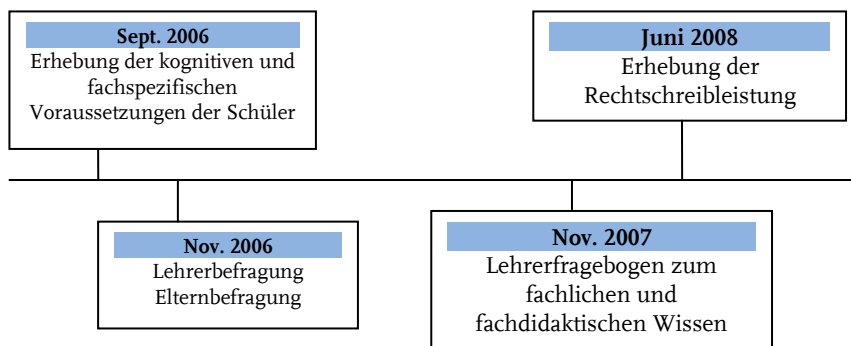 Sept. 2006
Erhebung der kognitiven und
fachspezifischen
Voraussetzungen der Schüler
Juni 2008
Erhebung der
Rechtschreibleistung
Nov. 2006
Lehrerbefragung
Elternbefragung
Nov. 2007
Lehrerfragebogen zum
fachlichen und
fachdidaktischen Wissen